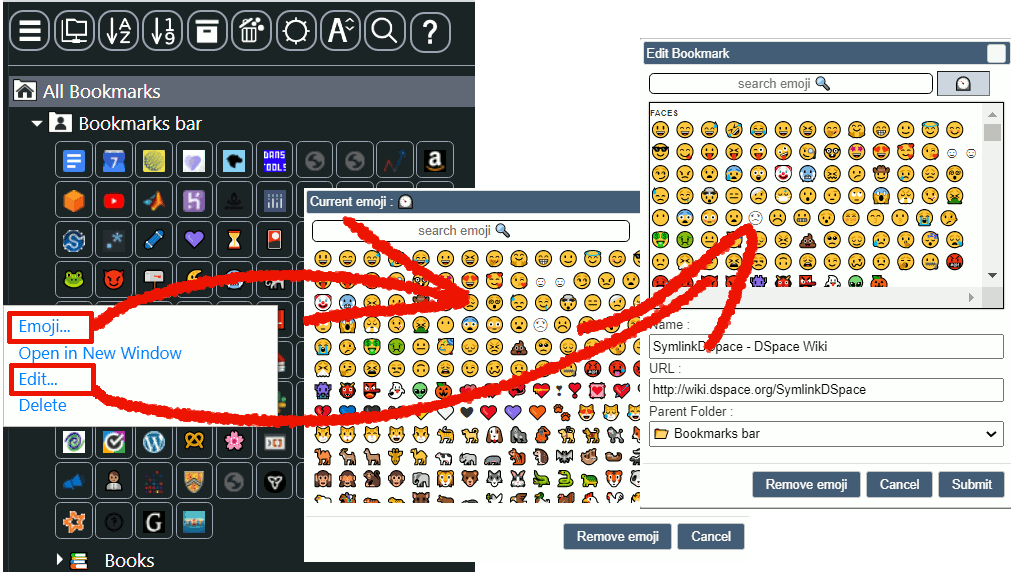 All Bookmarks
Bookmarks bar
Emoji...
Open in New Window
Edit...
Delete
Books
Current emoji :
search emoji
Remove emoji
Cancel
Edit Bookmark
search emoji
FACES
Name :
SymlinkDSpace - DSpace Wiki
URL :
http://wiki.dspace.org/SymlinkDSpace
Parent Folder :
Bookmarks bar
Remove emoji
Cancel
Submit